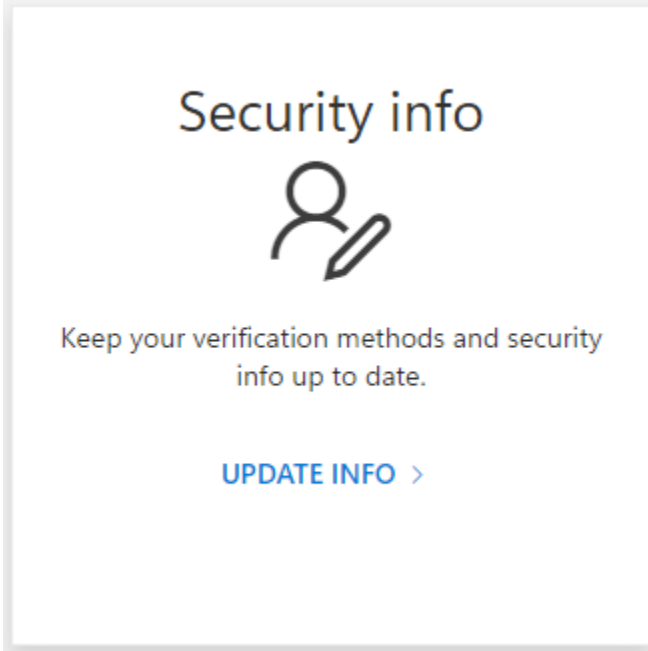 Security info
Keep your verification methods and security
info up to date.
UPDATE INFO >